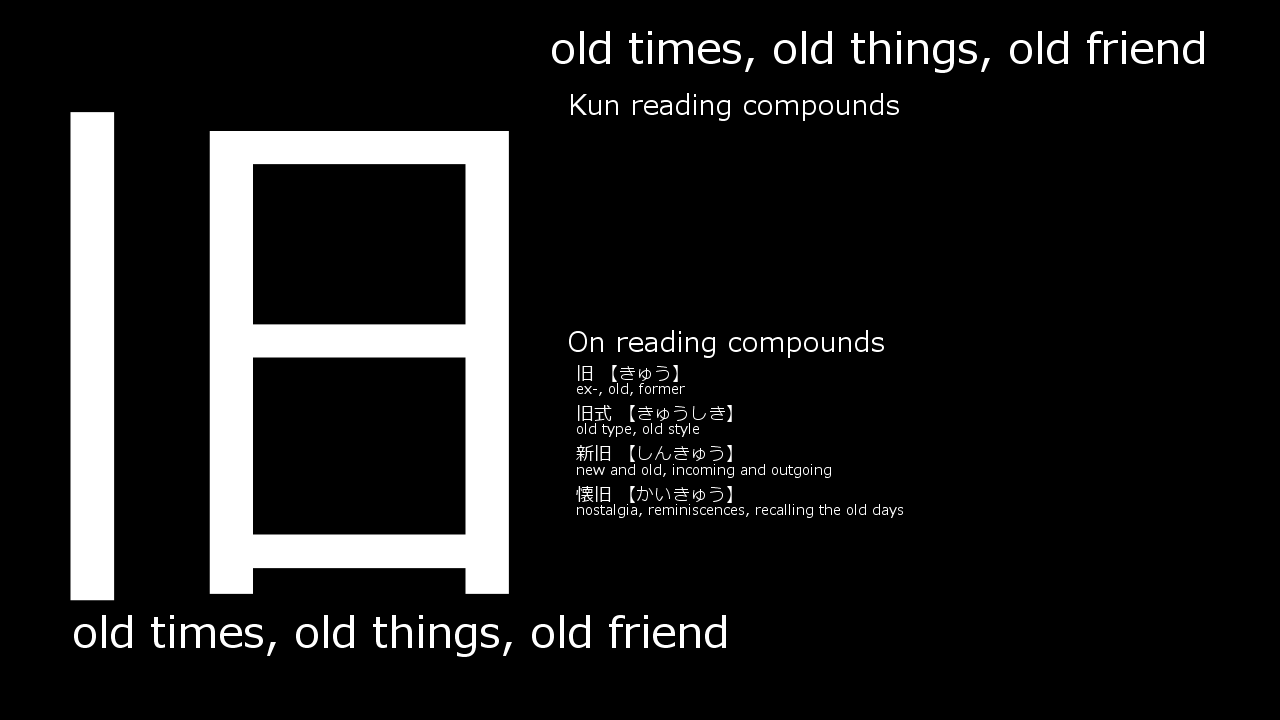 旧
old times, old things, old friend
old times, old things, old friend
Kun reading compounds
On reading compounds
旧 【きゅう】
ex-, old, former
旧式 【きゅうしき】
old type, old style
新旧 【しんきゅう】
new and old, incoming and outgoing
懐旧 【かいきゅう】
nostalgia, reminiscences, recalling the old days